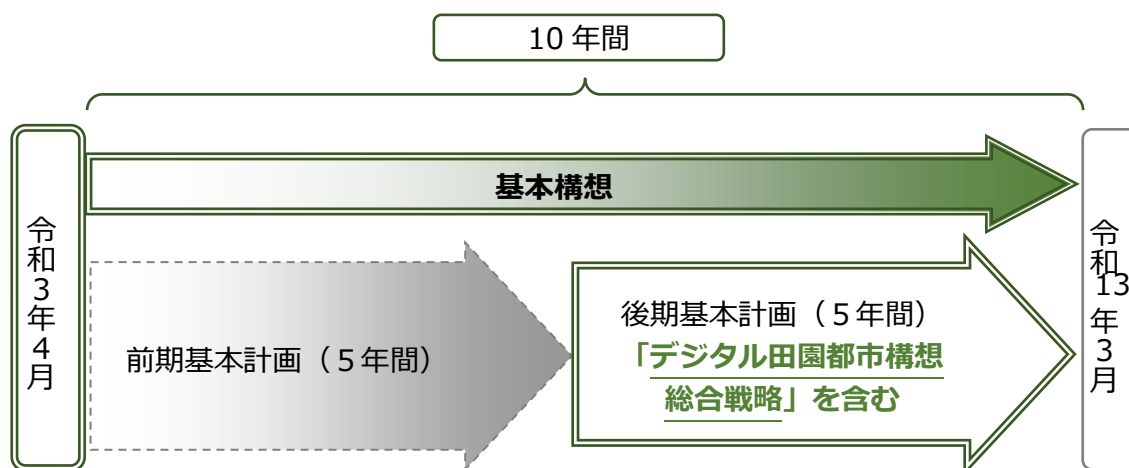 10 年間
基本構想
令和3年4月
前期基本計画（５年間）
後期基本計画（５年間）
「デジタル田園都市構想
総合戦略」を含む
令和13年3月